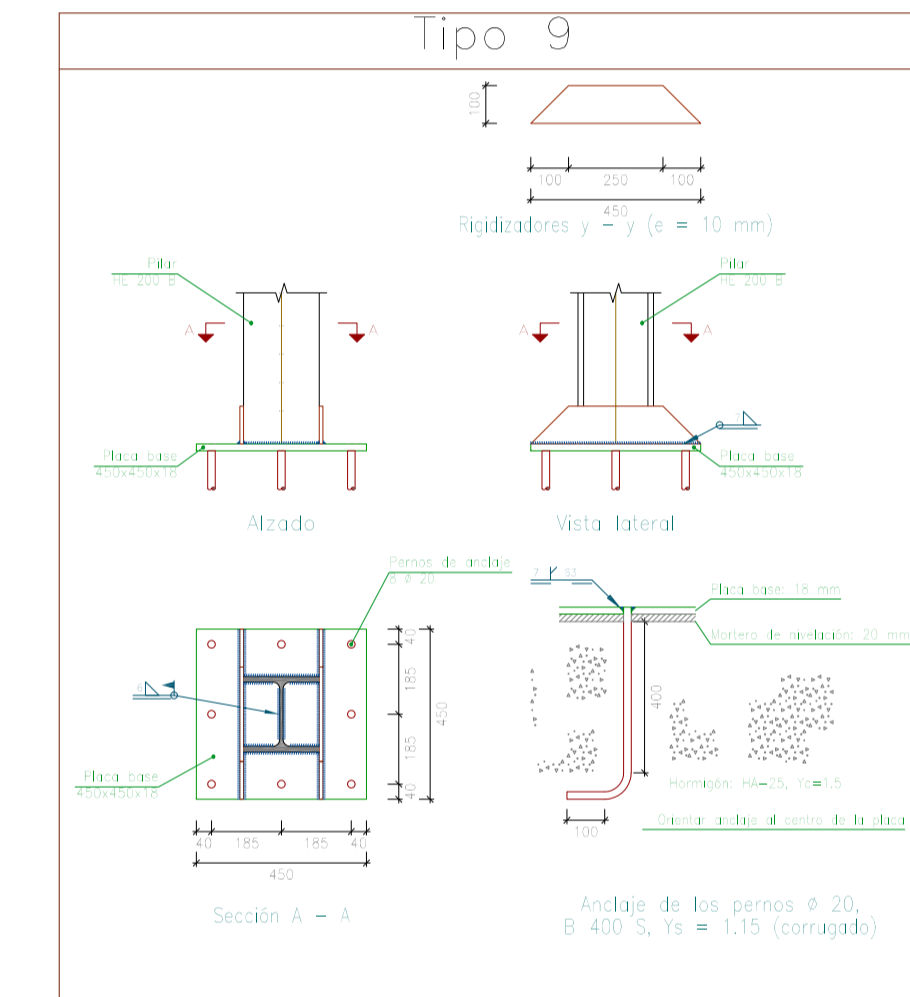 Tipo 9
100
100 250 100
450
Rigidizadores y - y (e = 10 mm)
Pilar
HE 200 B
A A
Placa base
450x450x18
Alzado
Pilar
HE 200 B
A A
7
Placa base
450x450x18
Vista lateral
Pernos de anclaje
8 Ø 20
6
Placa base
450x450x18
40
185
185
40
450
40 185 185 40
450
Sección A - A
7 53
Placa base: 18 mm
Mortero de nivelación: 20 mm
400
Hormigón: HA-25, Yc=1.5
100
Orientar anclaje al centro de la placa
Anclaje de los pernos Ø 20,
B 400 S, Ys = 1.15 (corrugado)